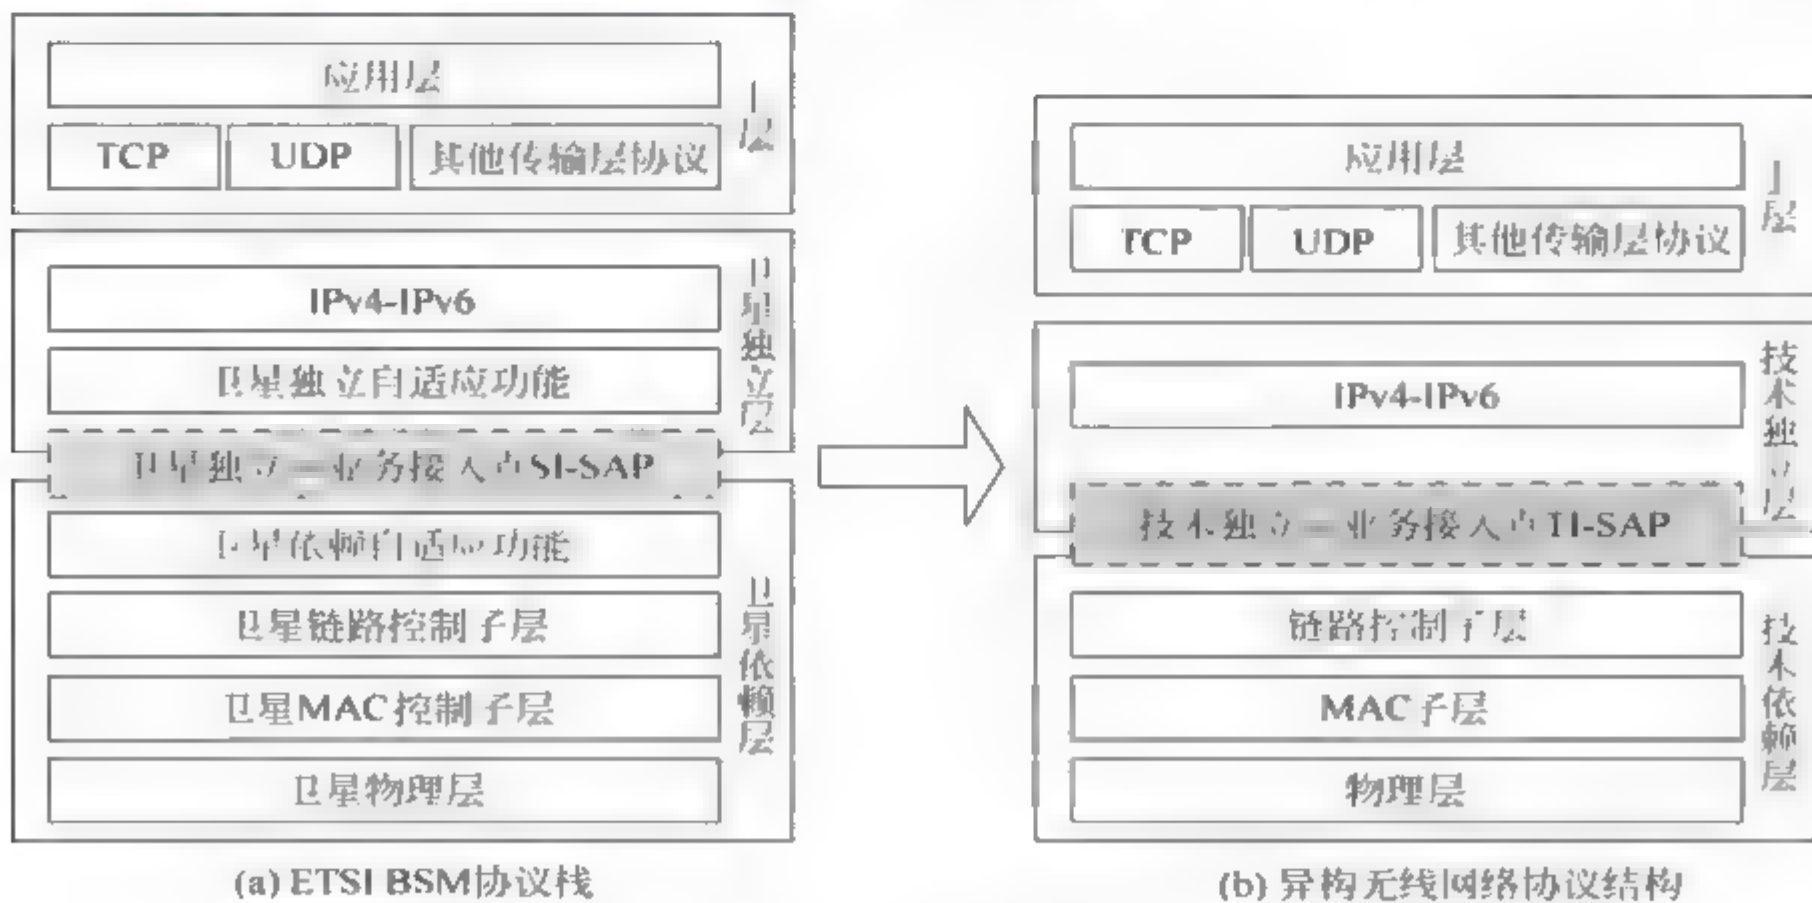 应用层
TCP
UDP
其他传输层协议
上层
IPv4-IPv6
卫星独立自适应功能
卫星独立层
卫星独立—业务接入点SI-SAP
卫星依赖自适应功能
卫星链路控制子层
卫星MAC控制子层
卫星物理层
卫星依赖层
(a) ETSI BSM协议栈
应用层
TCP
UDP
其他传输层协议
上层
IPv4-IPv6
技术独立层
技术独立—业务接入点TI-SAP
链路控制子层
MAC子层
物理层
技术依赖层
(b) 异构无线网络协议结构